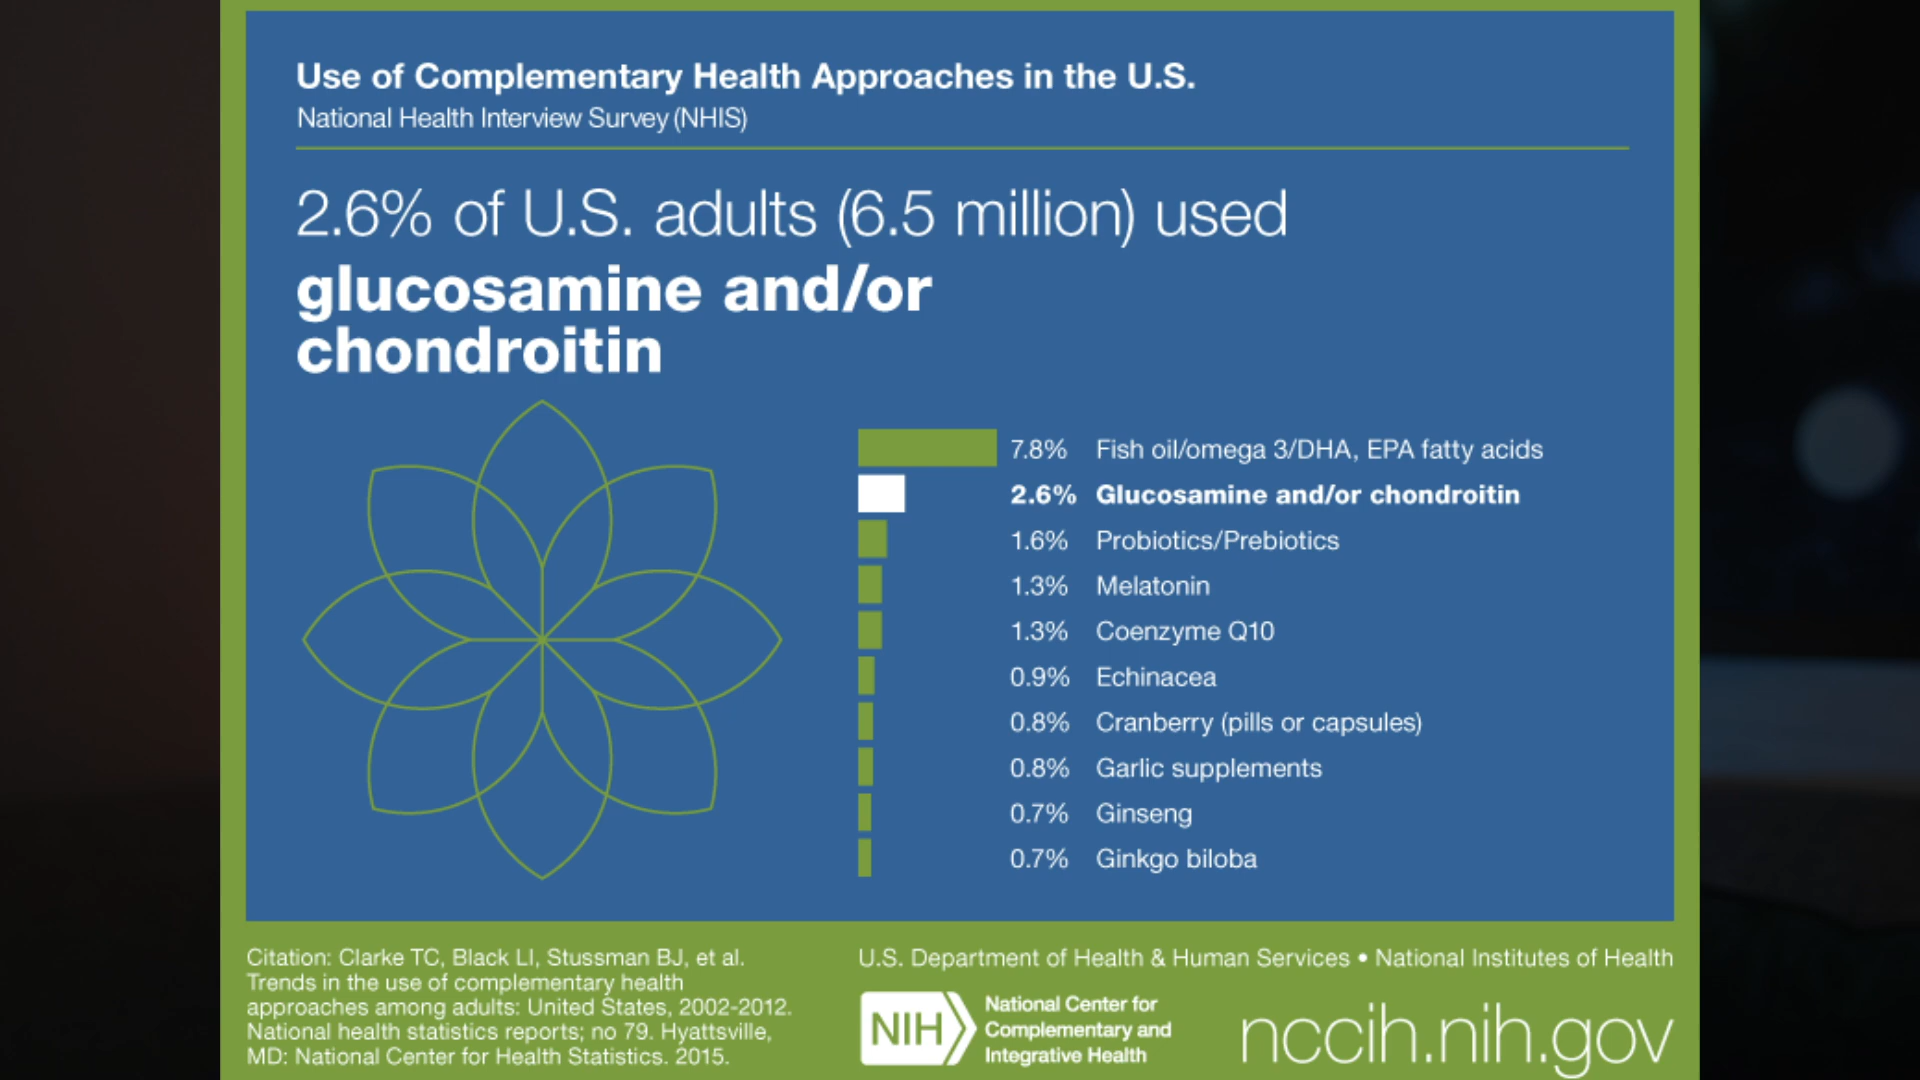 Use of Complementary Health Approaches in the U.S.
National Health Interview Survey (NHIS)
2.6% of U.S. adults (6.5 million) used
glucosamine and/or
chondroitin
7.8% Fish oil/omega 3/DHA, EPA fatty acids
2.6% Glucosamine and/or chondroitin
1.6% Probiotics/Prebiotics
1.3% Melatonin
1.3% Coenzyme Q10
0.9% Echinacea
0.8% Cranberry (pills or capsules)
0.8% Garlic supplements
0.7% Ginseng
0.7% Ginkgo biloba
Citation: Clarke TC, Black LI, Stussman BJ, et al.
Trends in the use of complementary health
approaches among adults: United States, 2002-2012.
National health statistics reports; no 79. Hyattsville,
MD: National Center for Health Statistics. 2015.
U.S. Department of Health & Human Services • National Institutes of Health
NIH
National Center for
Complementary and
Integrative Health
nccih.nih.gov